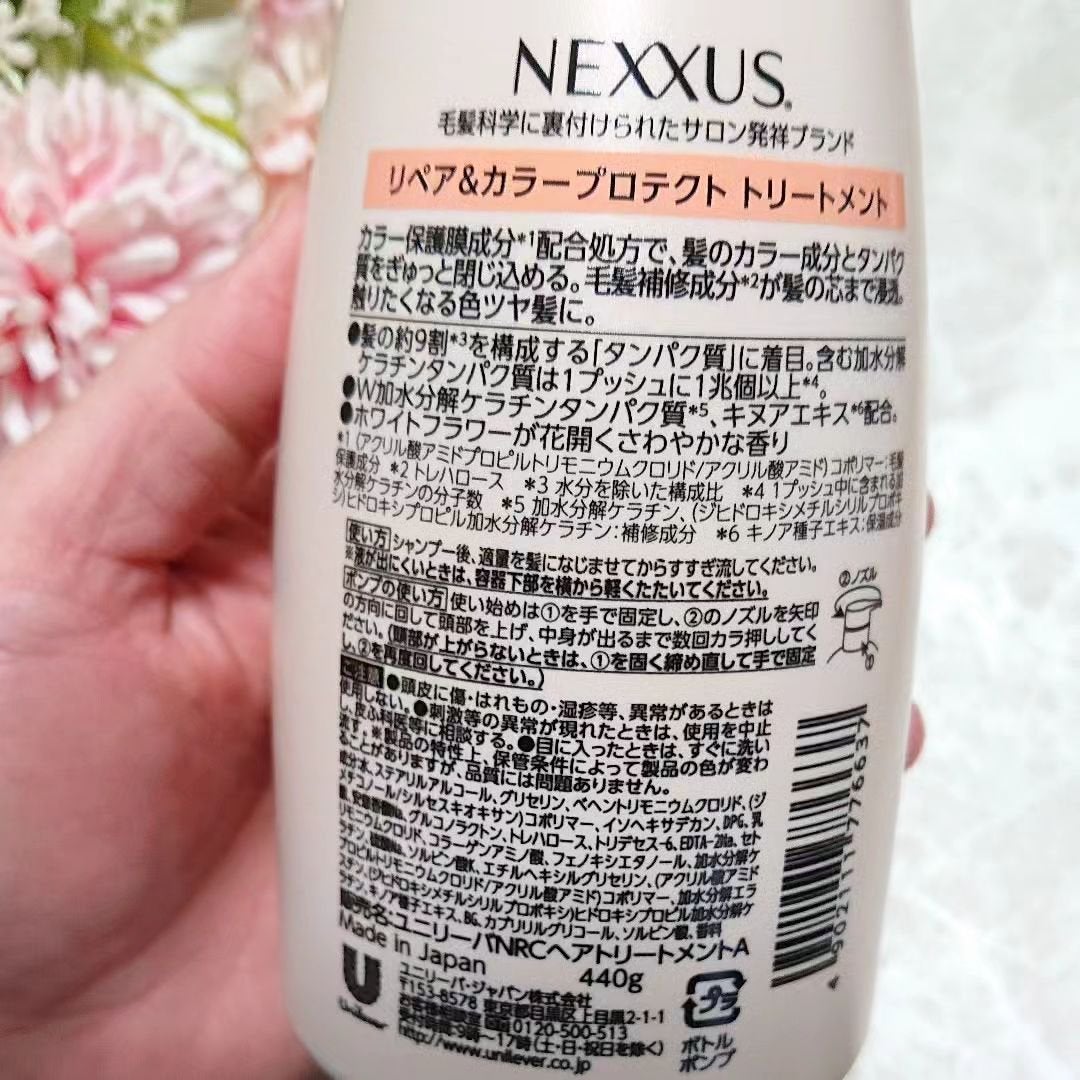 NEXXUS
毛髪科学に裏付けられたサロン発祥ブランド
リペア&カラープロテクト トリートメント
カラー保護膜成分*1配合処方で、髪のカラー成分とタンパク
質をぎゅっと閉じ込める。毛髪補修成分*2が髪の芯まで浸透。
触りたくなる色ツヤ髪に。
●髪の約9割*3を構成する「タンパク質」に着目。含む加水分解
ケラチンタンパク質は1プッシュに1兆個以上*4。
●W加水分解ケラチンタンパク質*5、キヌアエキス*6配合。
●ホワイトフラワーが花開くさわやかな香り
*1 (アクリル酸アミドプロピルトリモニウムクロリド/アクリル酸アミド)コポリマー:毛髪
保護成分 *2 トレハロース *3 水分を除いた構成比 *4 1プッシュ中に含まれる加
水分解ケラチンの分子数 *5 加水分解ケラチン、(ジヒドロキシメチルシリルプロポキ
シ)ヒドロキシプロピル加水分解ケラチン:補修成分 *6 キノア種子エキス:保湿成分
使い方 シャンプー後、適量を髪になじませてからすすぎ流してください。
※液が出にくいときは、容器下部を横から軽くたたいてください。
ポンプの使い方 使い始めは①を手で固定し、②のノズルを矢印
の方向に回して頭部を上げ、中身が出るまで数回カラ押ししてく
ださい。(頭部が上がらないときは、①を固く締め直して手で固定
し、②を再度回してください。)
②ノズル
①
●頭皮に傷・はれもの・湿疹等、異常があるときは
使用しない。●刺激等の異常が現れたときは、使用を中止
し、皮ふ科医等に相談する。●目に入ったときは、すぐに洗い
流す。※製品の特性上、保管条件によって製品の色が変わ
ることがありますが、品質には問題ありません。
成分 水、ステアリルアルコール、グリセリン、ベヘントリモニウムクロリド、(ジ
メチコノール/シルセスキオキサン)コポリマー、イソヘキサデカン、DPG、乳
酸、安息香酸Na、グルコノラクトン、トレハロース、トリデセス-6、EDTA-2Na、セト
リモニウムクロリド、コラーゲンアミノ酸、フェノキシエタノール、加水分解ケ
ラチン、硫酸Na、ソルビン酸K、エチルヘキシルグリセリン、(アクリル酸アミド
プロピルトリモニウムクロリド/アクリル酸アミド)コポリマー、加水分解エラ
スチン、(ジヒドロキシメチルシリルプロポキシ)ヒドロキシプロピル加水分解ケ
ラチン、キノア種子エキス、BG、カプリリルグリコール、ソルビン酸、香料
販売名:ユニリーバNRCヘアトリートメントA
Made in Japan 440g
Unilever
ユニリーバ・ジャパン株式会社
〒153-8578 東京都目黒区上目黒2-1-1
お客様相談室 0120-500-513
受付時間:9時〜17時(土・日・祝日を除く)
http://www.unilever.co.jp
プラ
ボトル
ポンプ
4 902111 776637